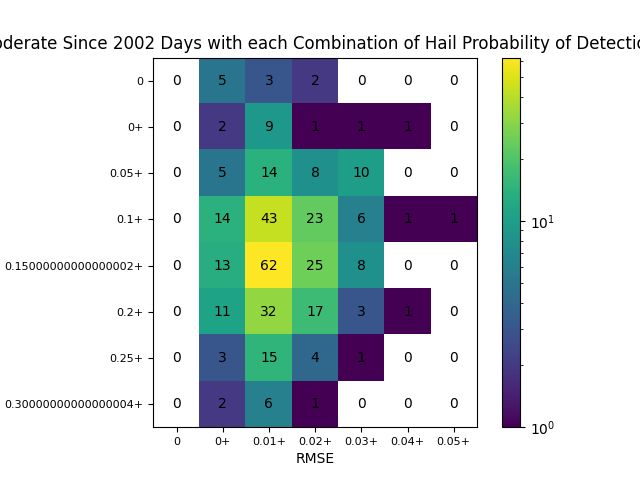 oderate Since 2002 Days with each Combination of Hail Probability of Detectio
0 0 5 3 2 0 0 0
0+ 0 2 9 1 1 1 0
0.05+ 0 5 14 8 10 0 0
0.1+ 0 14 43 23 6 1 1
0.15000000000000002+ 0 13 62 25 8 0 0
0.2+ 0 11 32 17 3 1 0
0.25+ 0 3 15 4 1 0 0
0.30000000000000004+ 0 2 6 1 0 0 0
0 0+ 0.01+ 0.02+ 0.03+ 0.04+ 0.05+
RMSE
10¹
10⁰